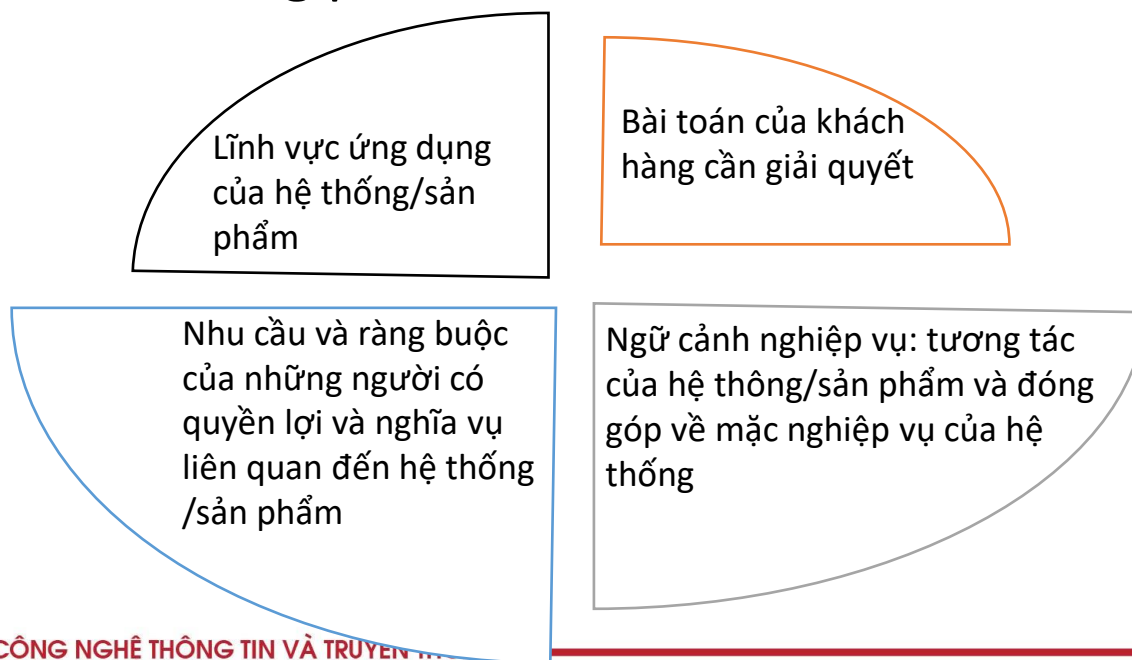 Lĩnh vực ứng dụng
của hệ thống/sản
phẩm
Bài toán của khách
hàng cần giải quyết
Nhu cầu và ràng buộc
của những người có
quyền lợi và nghĩa vụ
liên quan đến hệ thống
/sản phẩm
Ngữ cảnh nghiệp vụ: tương tác
của hệ thông/sản phẩm và đóng
góp về mặc nghiệp vụ của hệ
thống
CÔNG NGHỆ THÔNG TIN VÀ